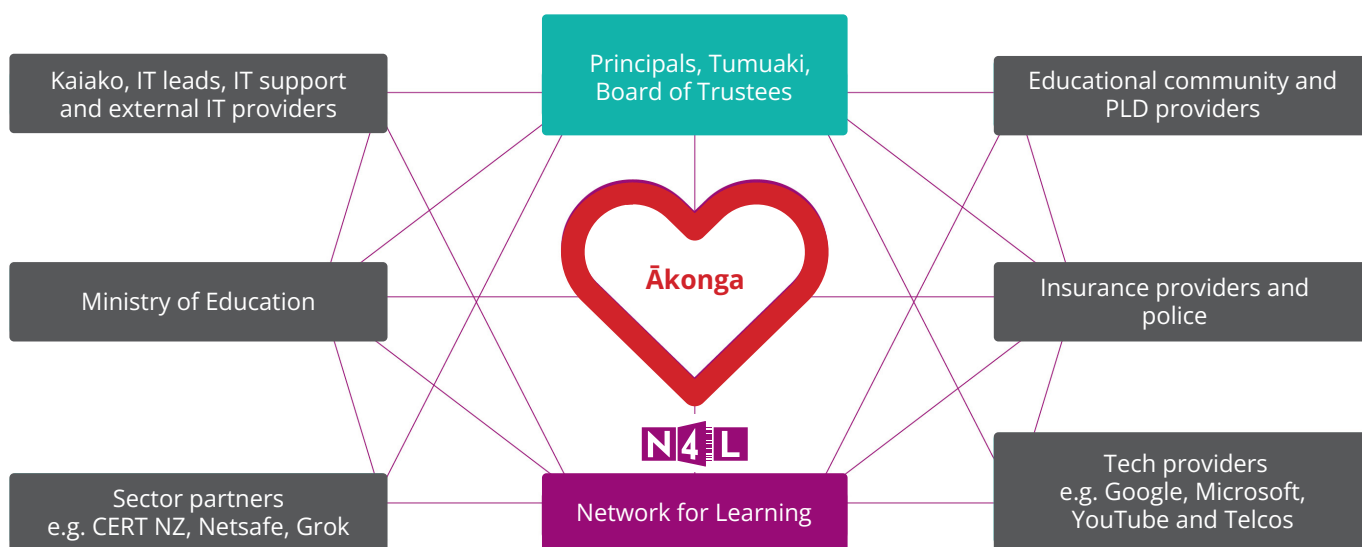 Kaiako, IT leads, IT support
and external IT providers
Principals, Tumuaki,
Board of Trustees
Educational community and
PLD providers
Ministry of Education
Ākonga
Insurance providers and
police
Sector partners
e.g. CERT NZ, Netsafe, Grok
N4L
Network for Learning
Tech providers
e.g. Google, Microsoft,
YouTube and Telcos